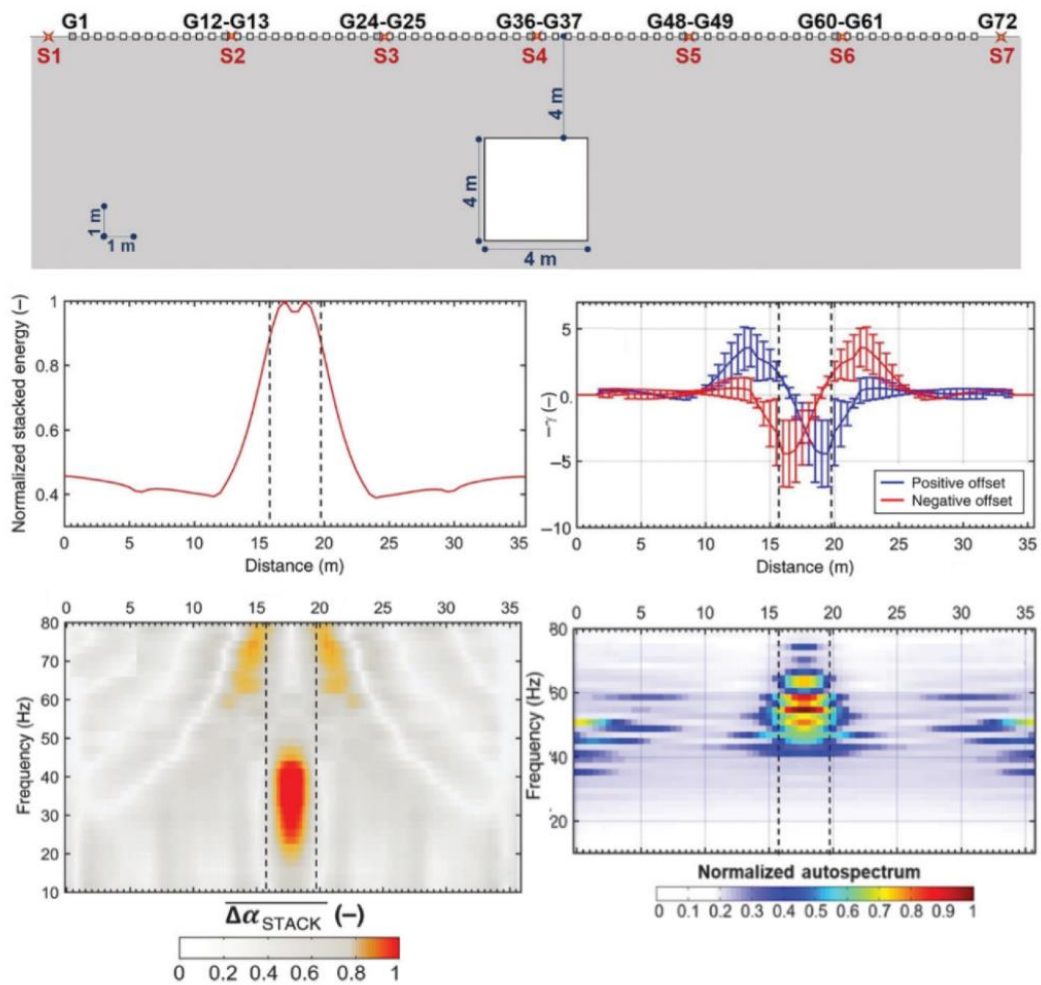 G1 G12-G13 G24-G25 G36-G37 G48-G49 G60-G61 G72
S1 S2 S3 S4 S5 S6 S7
4 m
4 m
4 m
1 m
1 m
Normalized stacked energy (–)
1
0.8
0.6
0.4
0 5 10 15 20 25 30 35
Distance (m)
–γ (–)
5
0
–5
–10
Positive offset
Negative offset
0 5 10 15 20 25 30 35
Distance (m)
0 5 10 15 20 25 30 35
Frequency (Hz)
80
70
60
50
40
30
20
10
Δα STACK (–)
0 0.2 0.4 0.6 0.8 1
0 5 10 15 20 25 30 35
Frequency (Hz)
80
60
40
20
Normalized autospectrum
0 0.1 0.2 0.3 0.4 0.5 0.6 0.7 0.8 0.9 1